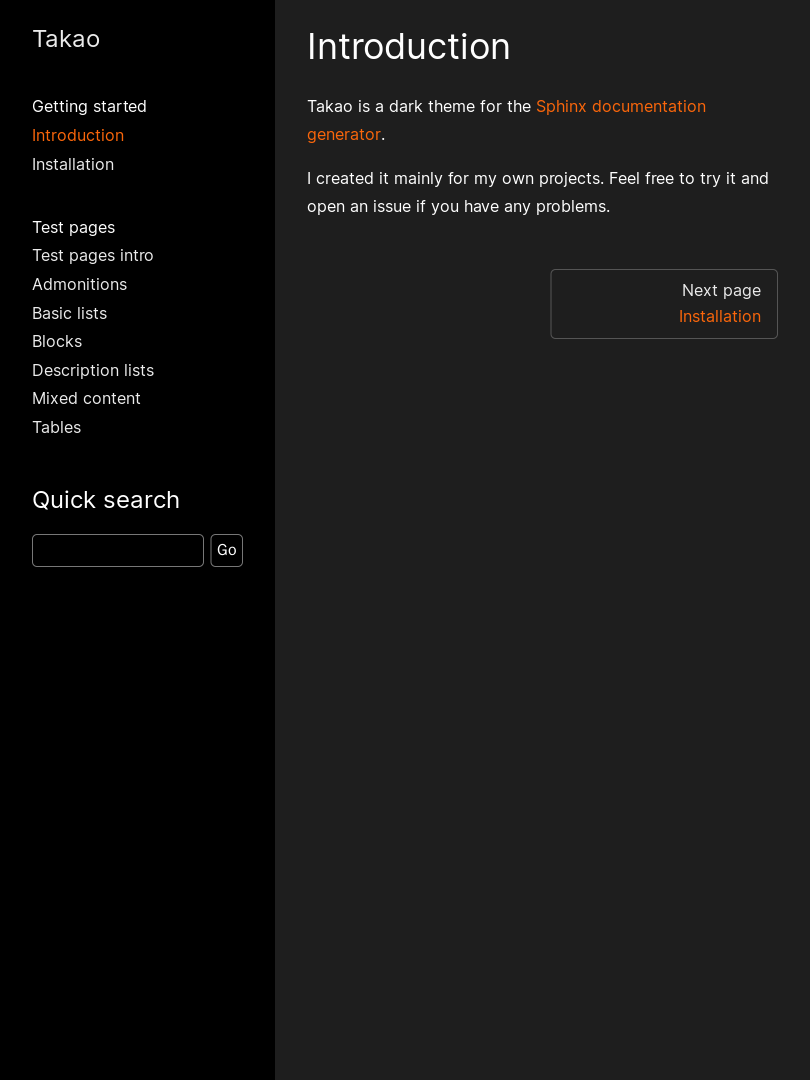 Takao
Getting started
Introduction
Installation
Test pages
Test pages intro
Admonitions
Basic lists
Blocks
Description lists
Mixed content
Tables
Quick search
Go
Introduction
Takao is a dark theme for the Sphinx documentation
generator.
I created it mainly for my own projects. Feel free to try it and
open an issue if you have any problems.
Next page
Installation